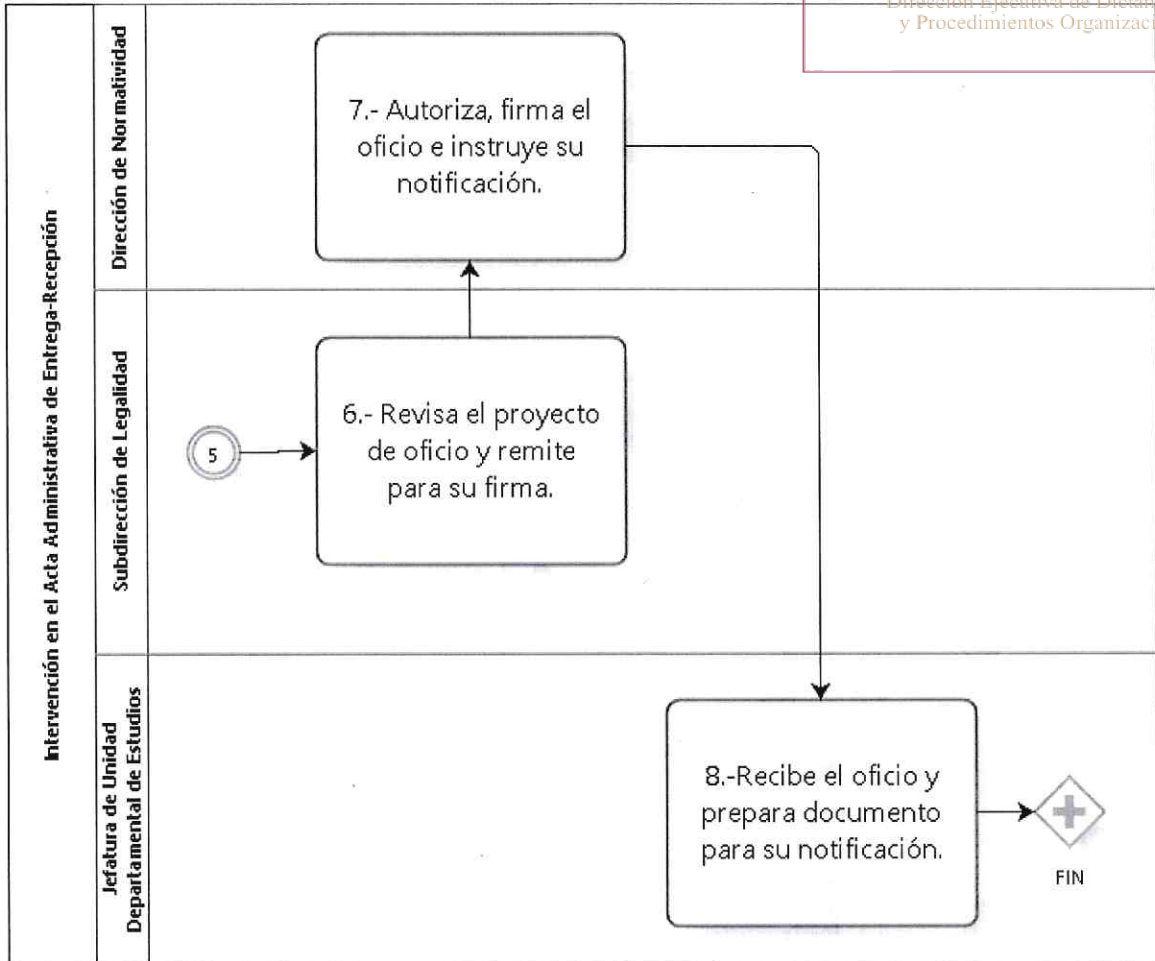 Dirección Ejecutiva de Dictam
y Procedimientos Organizaci
Intervención en el Acta Administrativa de Entrega-Recepción
Dirección de Normatividad
7.- Autoriza, firma el
oficio e instruye su
notificación.
Subdirección de Legalidad
5
6.- Revisa el proyecto
de oficio y remite
para su firma.
Jefatura de Unidad
Departamental de Estudios
8.-Recibe el oficio y
prepara documento
para su notificación.
FIN